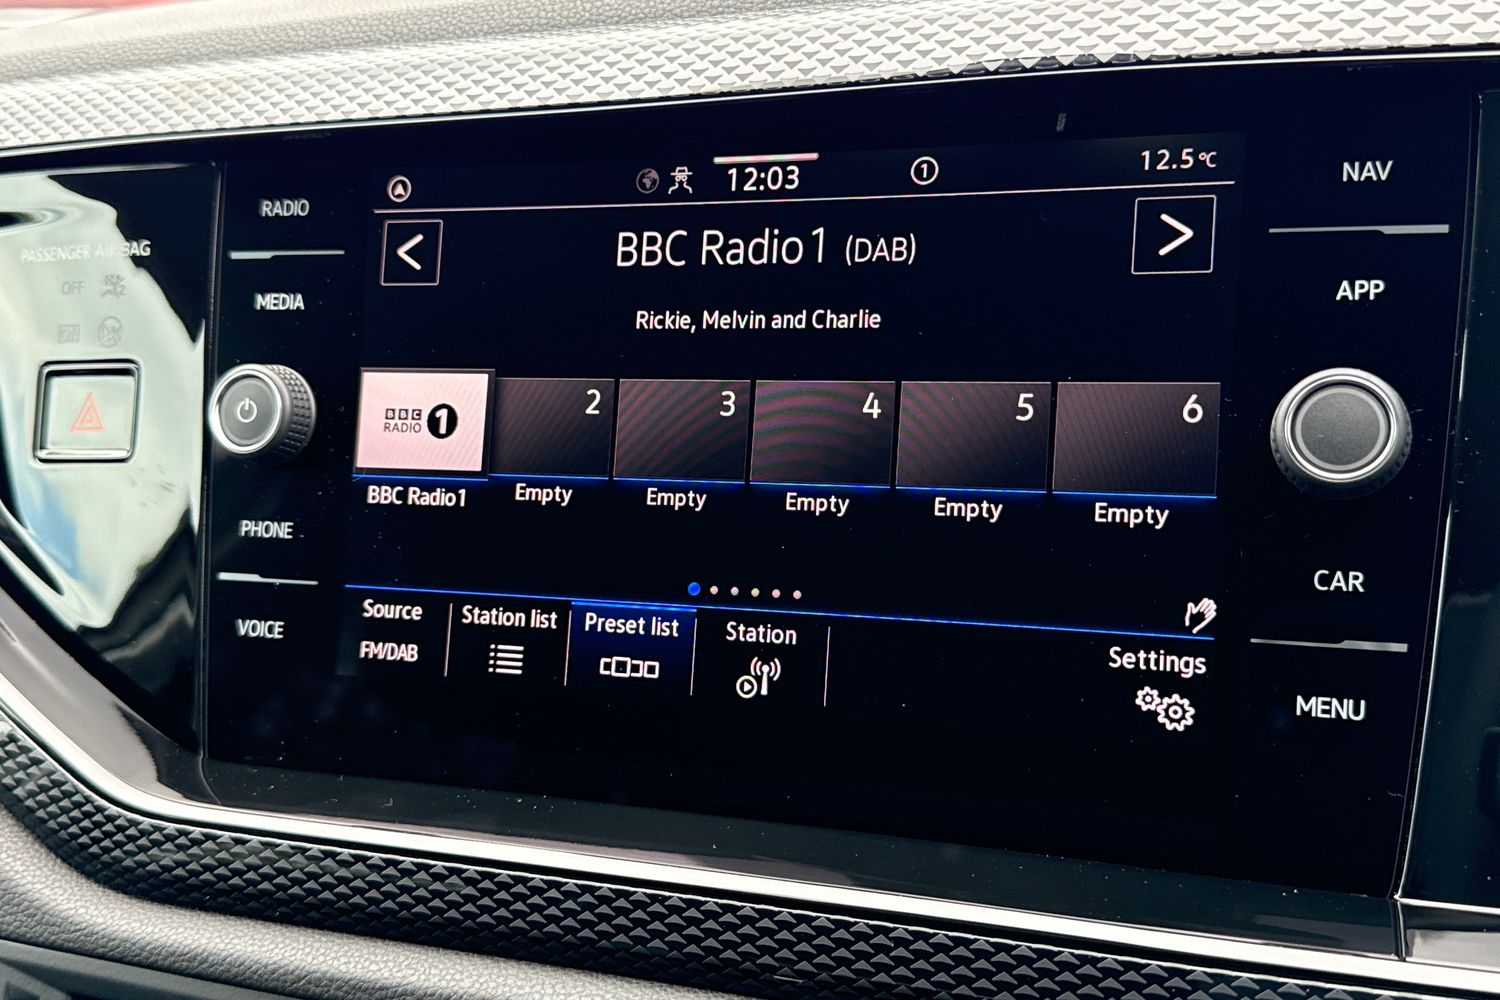 12:03
1
12.5°C
NAV
RADIO
PASSENGER AIR BAG
OFF
BBC Radio 1 (DAB)
MEDIA
APP
Rickie, Melvin and Charlie
BBC
RADIO 1
2
3
4
5
6
BBC Radio 1
Empty
Empty
Empty
Empty
Empty
PHONE
CAR
Source
Station list
Preset list
Station
VOICE
FM/DAB
Settings
MENU